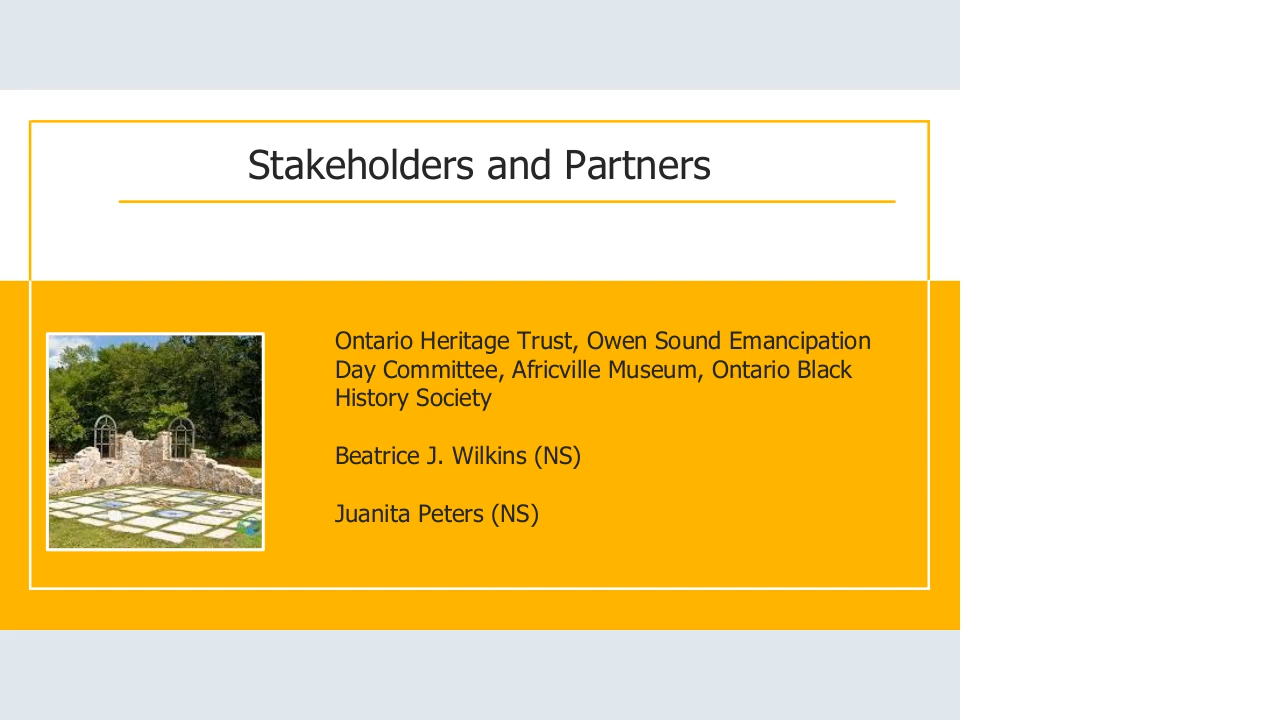 Stakeholders and Partners
Ontario Heritage Trust, Owen Sound Emancipation
Day Committee, Africville Museum, Ontario Black
History Society
Beatrice J. Wilkins (NS)
Juanita Peters (NS)